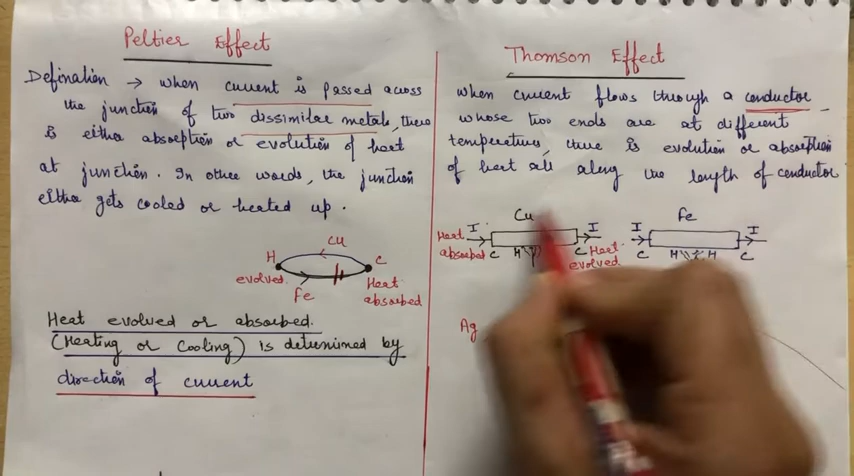 Peltier Effect
Defination → when current is passed across
the junction of two dissimilar metals, there
is either absorption or evolution of heat
at junction. In other words, the junction
either gets cooled or heated up.
Cu
H
C
evolved
Fe
Heat
absorbed
Heat evolved or absorbed.
(Heating or Cooling) is determined by
direction of current
Thomson Effect
when current flows through a conductor
whose two ends are at different
temperatures, there is evolution or absorption
of heat all along the length of conductor
Cu
Fe
I
I
I
I
Heat
absorbed
C
H
C
Heat
evolved
C
H
H
C
Ag